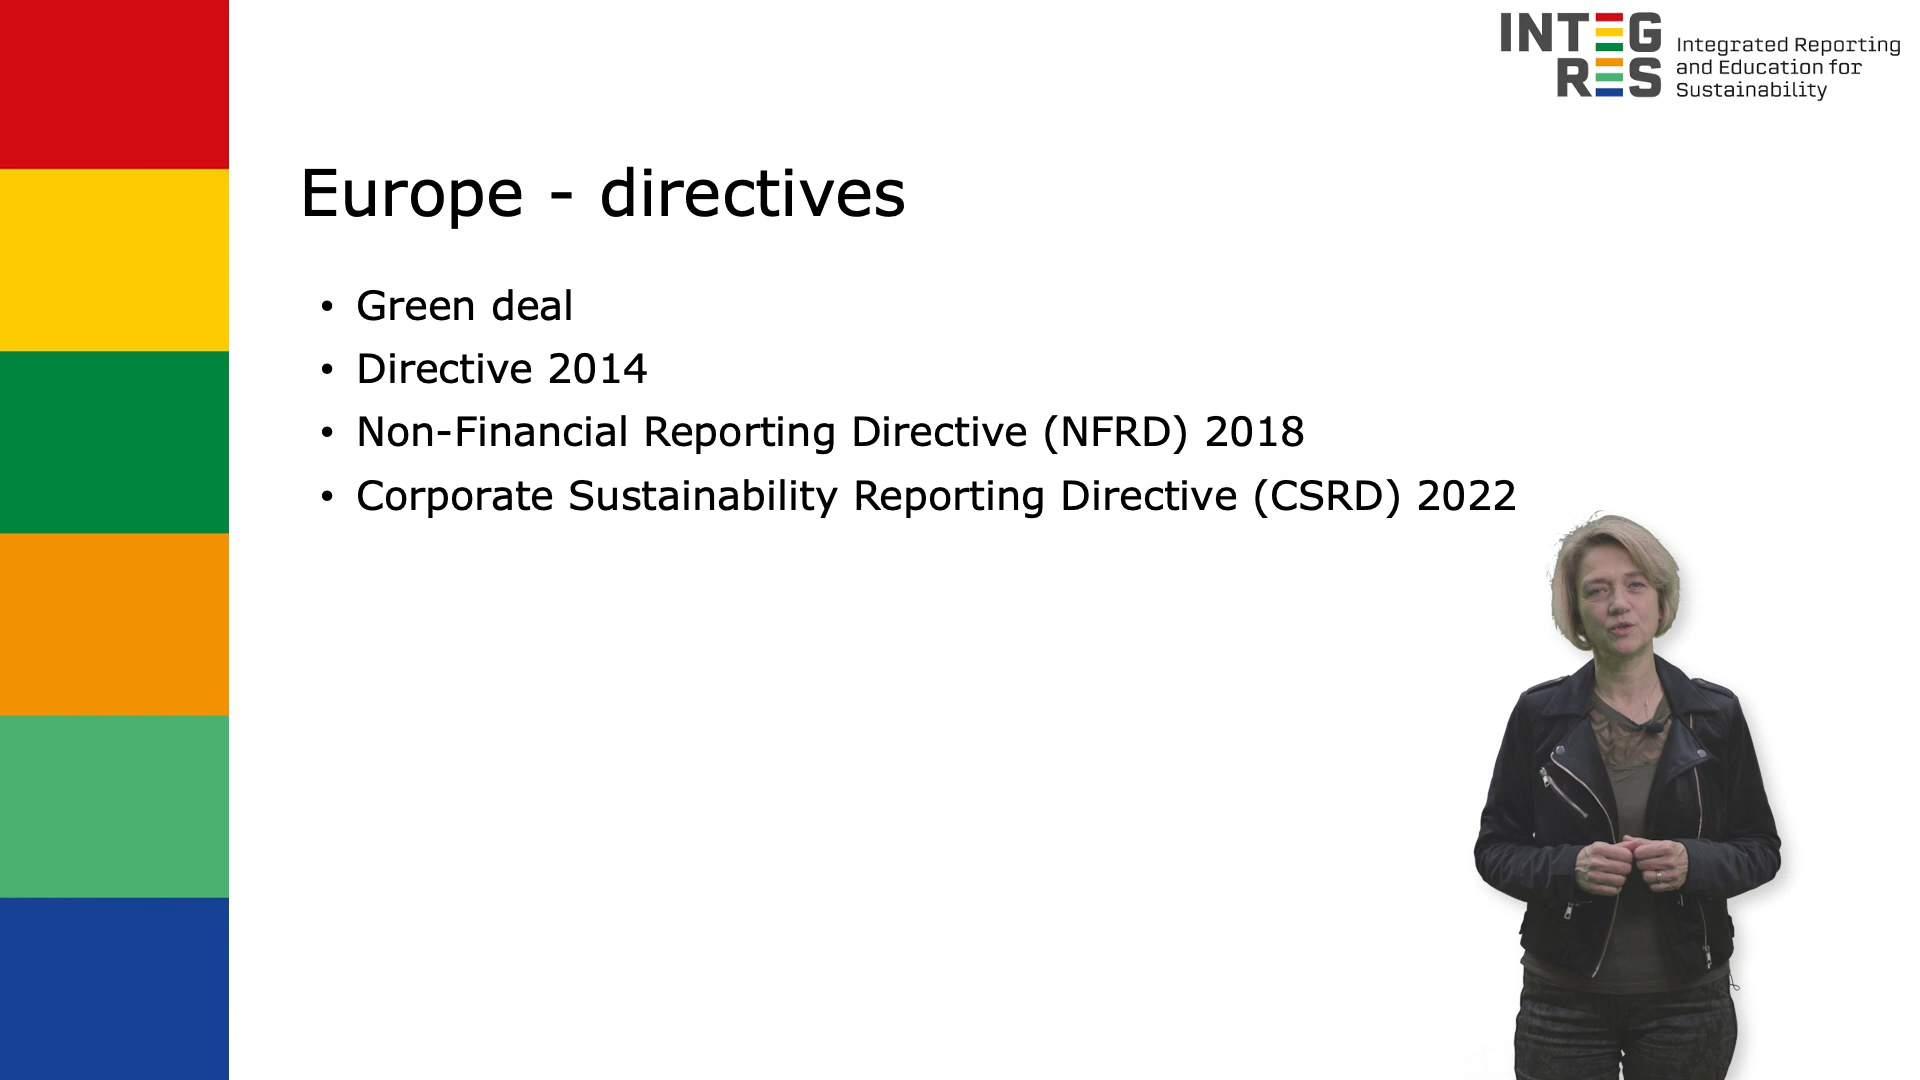 INTEG
RES
Integrated Reporting
and Education for
Sustainability
Europe - directives
• Green deal
• Directive 2014
• Non-Financial Reporting Directive (NFRD) 2018
• Corporate Sustainability Reporting Directive (CSRD) 2022